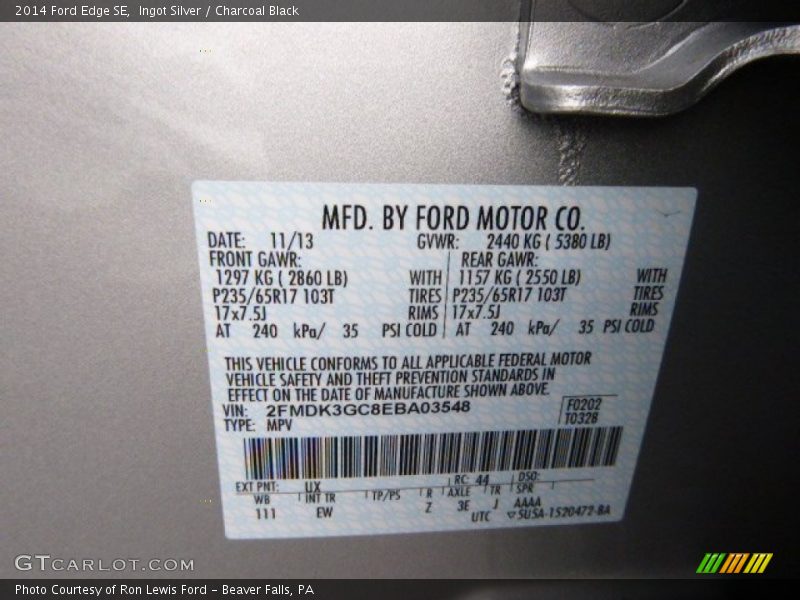 2014 Ford Edge SE,  Ingot Silver / Charcoal Black
MFD. BY FORD MOTOR CO.
DATE: 11/13 GVWR: 2440 KG ( 5380 LB)
FRONT GAWR: REAR GAWR:
1297 KG ( 2860 LB) WITH 1157 KG ( 2550 LB) WITH
P235/65R17 103T TIRES P235/65R17 103T TIRES
17x7.5J RIMS 17x7.5J RIMS
AT 240 kPa/ 35 PSI COLD AT 240 kPa/ 35 PSI COLD
THIS VEHICLE CONFORMS TO ALL APPLICABLE FEDERAL MOTOR
VEHICLE SAFETY AND THEFT PREVENTION STANDARDS IN
EFFECT ON THE DATE OF MANUFACTURE SHOWN ABOVE.
VIN: 2FMDK3GC8EBA03548 F0202
TYPE: MPV T0328
EXT PNT: UX RC: 44 DSO:
WB INT TR TP/PS R AXLE TR SPR
111 EW Z 3E J AAAA
UTC 5U5A-1520472-BA
GTCARLOT.COM
Photo Courtesy of Ron Lewis Ford – Beaver Falls, PA